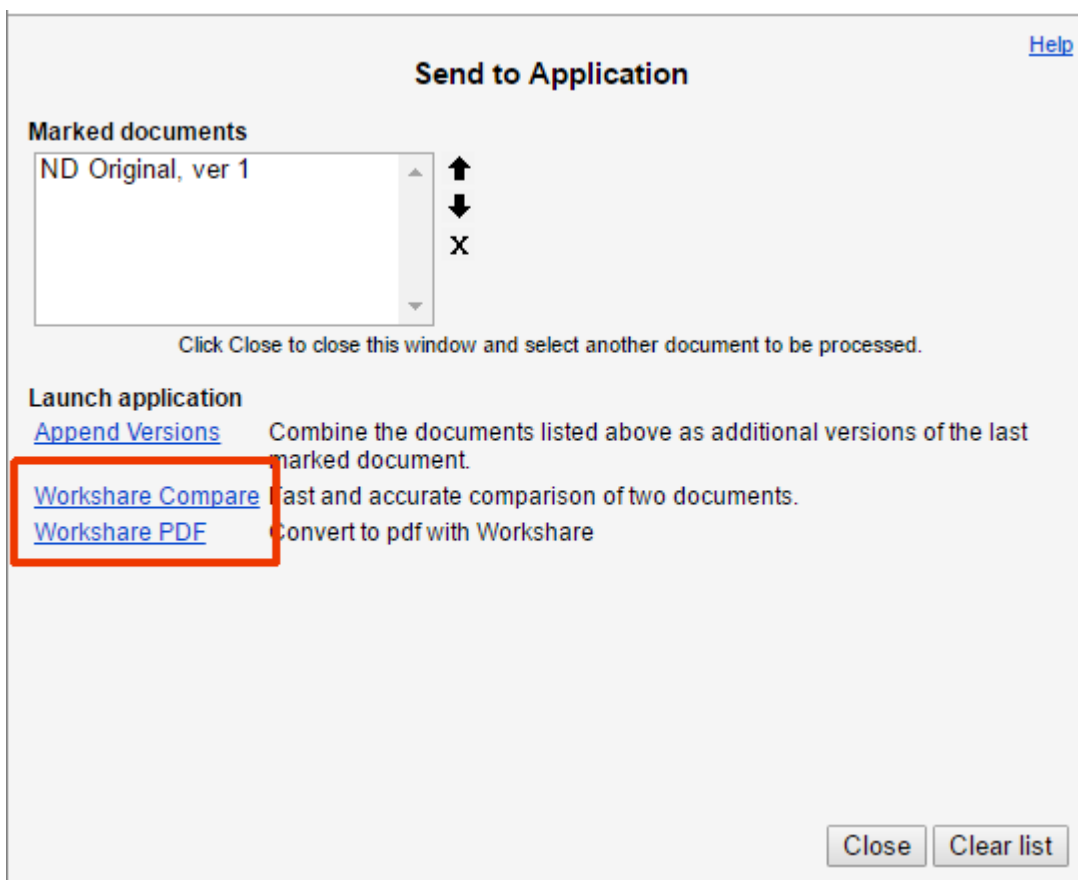 Help
Send to Application
Marked documents
ND Original, ver 1
X
Click Close to close this window and select another document to be processed.
Launch application
Append Versions Combine the documents listed above as additional versions of the last
marked document.
Workshare Compare Fast and accurate comparison of two documents.
Workshare PDF Convert to pdf with Workshare
Close Clear list